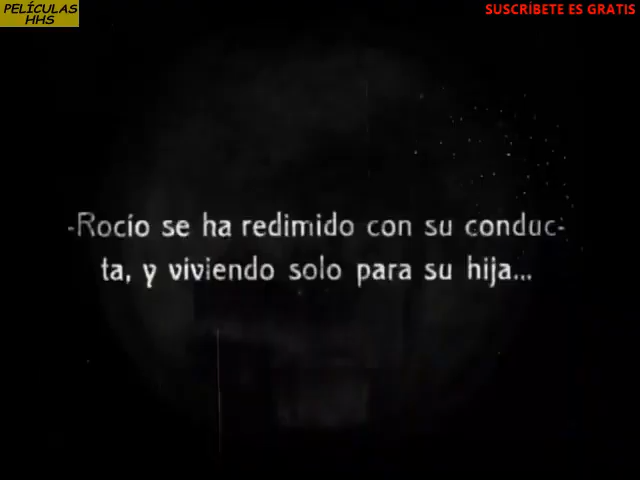 PELÍCULAS
HHS
SUSCRÍBETE ES GRATIS
-Rocío se ha redimido con su conduc-
ta, y viviendo solo para su hija...